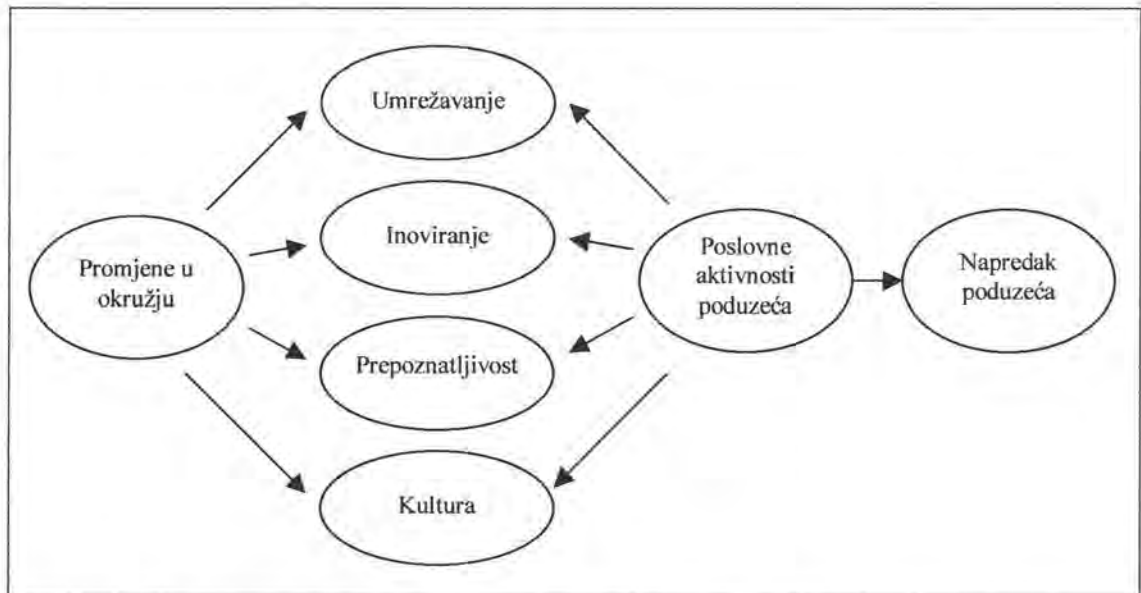 Umrežavanje
Inoviranje
Promjene u
okružju
Poslovne
aktivnosti
poduzeća
Napredak
poduzeća
Prepoznatljivost
Kultura